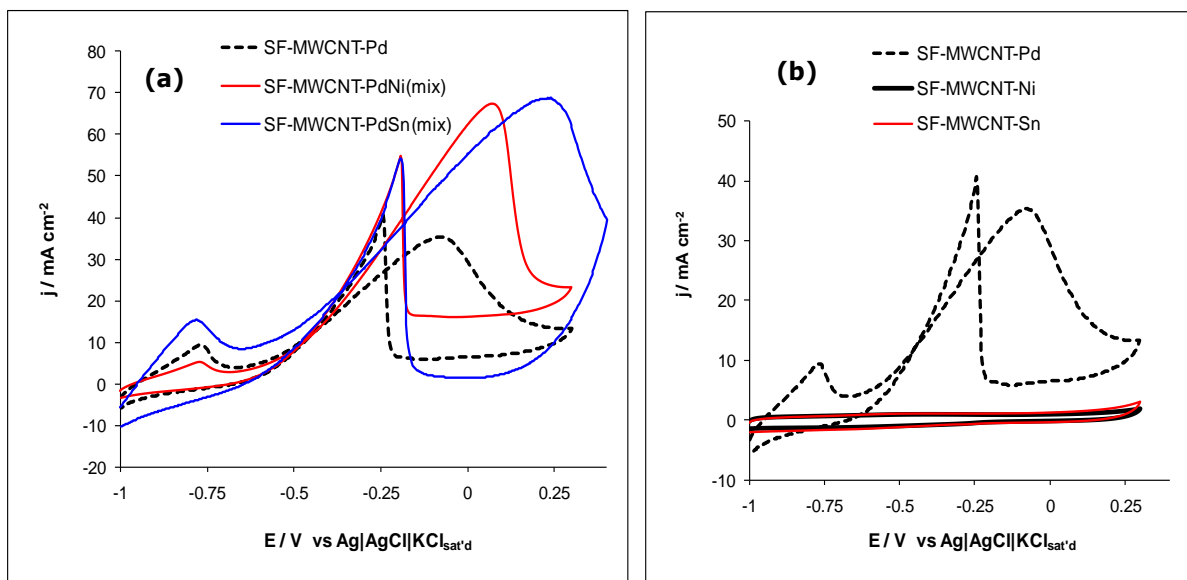 (a)
SF-MWCNT-Pd
SF-MWCNT-PdNi(mix)
SF-MWCNT-PdSn(mix)
j / mA cm-2
80
70
60
50
40
30
20
10
0
-10
-20
-1
-0.75
-0.5
-0.25
0
0.25
E / V vs Ag|AgCl|KClsat'd
(b)
SF-MWCNT-Pd
SF-MWCNT-Ni
SF-MWCNT-Sn
j / mA cm-2
50
40
30
20
10
0
-10
-1
-0.75
-0.5
-0.25
0
0.25
E / V vs Ag|AgCl|KClsat'd